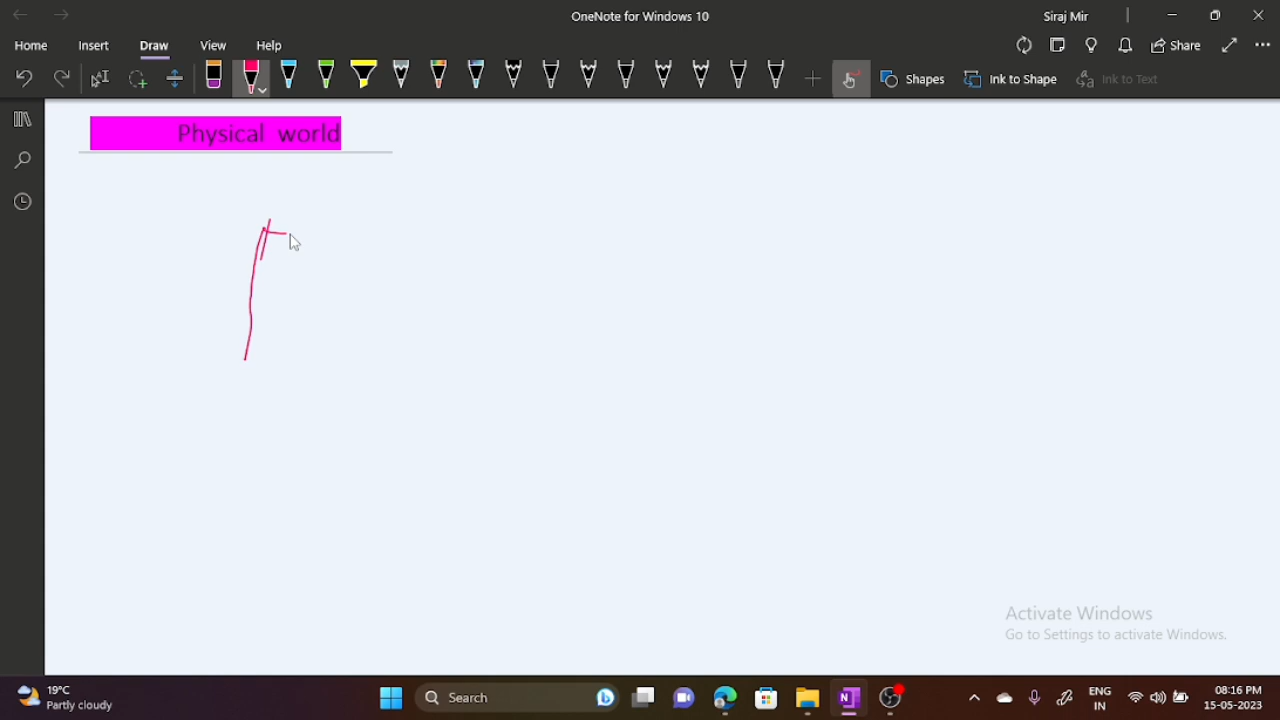 OneNote for Windows 10
Siraj Mir
Home Insert Draw View Help
Share
Shapes
Ink to Shape
Ink to Text
Physical world
Activate Windows
Go to Settings to activate Windows.
19°C
Partly cloudy
Search
ENG
IN
08:16 PM
15-05-2023